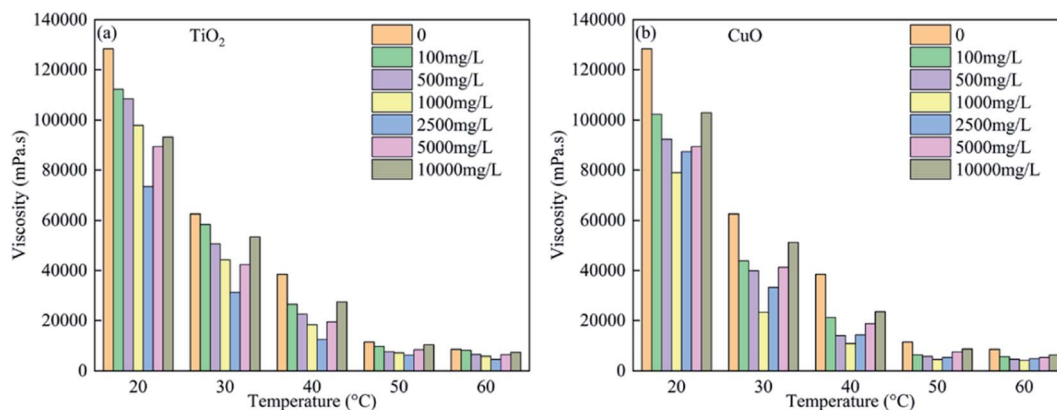 (a)
TiO₂
0
100mg/L
500mg/L
1000mg/L
2500mg/L
5000mg/L
10000mg/L
Viscosity (mPa.s)
140000
120000
100000
80000
60000
40000
20000
0
20 30 40 50 60
Temperature (°C)
(b)
CuO
0
100mg/L
500mg/L
1000mg/L
2500mg/L
5000mg/L
10000mg/L
Viscosity (mPa.s)
140000
120000
100000
80000
60000
40000
20000
0
20 30 40 50 60
Temperature (°C)